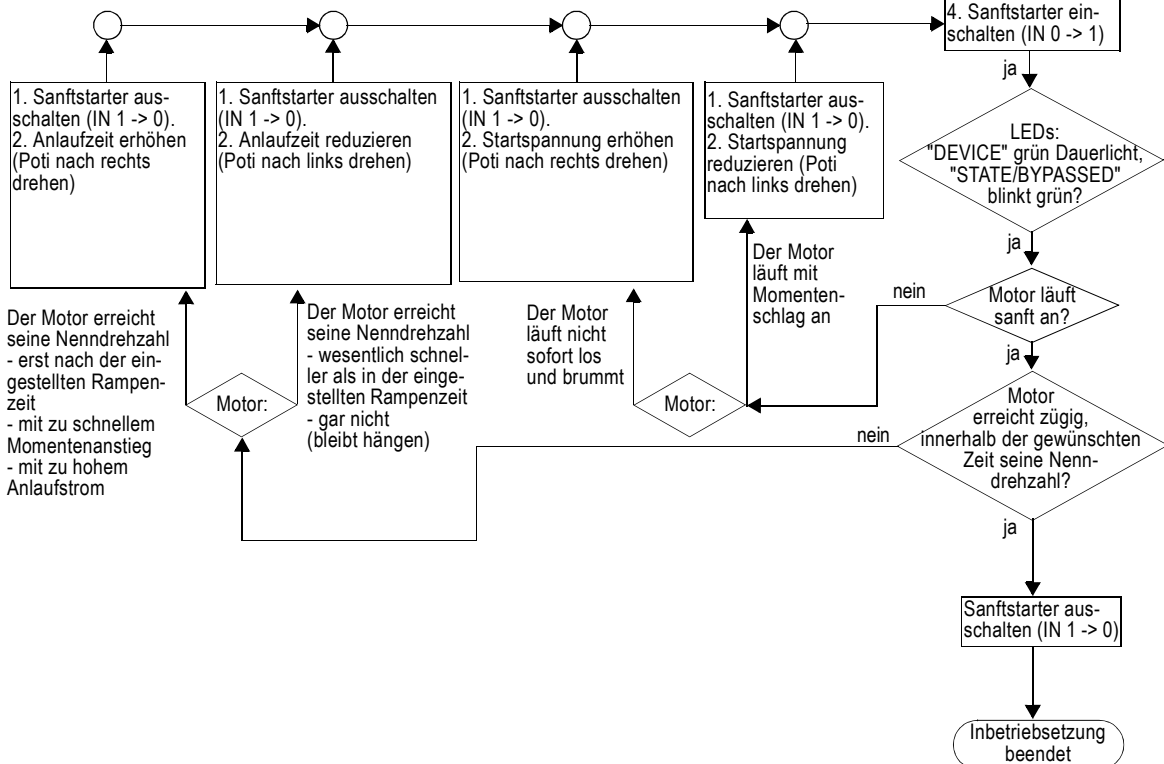 4. Sanftstarter ein-
schalten (IN 0 -> 1)
ja
LEDs:
"DEVICE" grün Dauerlicht,
"STATE/BYPASSED"
blinkt grün?
ja
Motor läuft
sanft an?
nein
ja
Motor
erreicht zügig,
innerhalb der gewünschten
Zeit seine Nenn-
drehzahl?
nein
ja
Sanftstarter aus-
schalten (IN 1 -> 0)
Inbetriebsetzung
beendet
1. Sanftstarter aus-
schalten (IN 1 -> 0).
2. Anlaufzeit erhöhen
(Poti nach rechts
drehen)
1. Sanftstarter ausschalten
(IN 1 -> 0).
2. Anlaufzeit reduzieren
(Poti nach links drehen)
1. Sanftstarter ausschalten
(IN 1 -> 0).
2. Startspannung erhöhen
(Poti nach rechts drehen)
1. Sanftstarter aus-
schalten (IN 1 -> 0).
2. Startspannung
reduzieren (Poti
nach links drehen)
Der Motor erreicht
seine Nenndrehzahl
- erst nach der ein-
gestellten Rampen-
zeit
- mit zu schnellem
Momentenanstieg
- mit zu hohem
Anlaufstrom
Motor:
Der Motor erreicht
seine Nenndrehzahl
- wesentlich schnel-
ler als in der einge-
stellten Rampenzeit
- gar nicht
(bleibt hängen)
Der Motor
läuft nicht
sofort los
und brummt
Motor:
Der Motor
läuft mit
Momenten-
schlag an